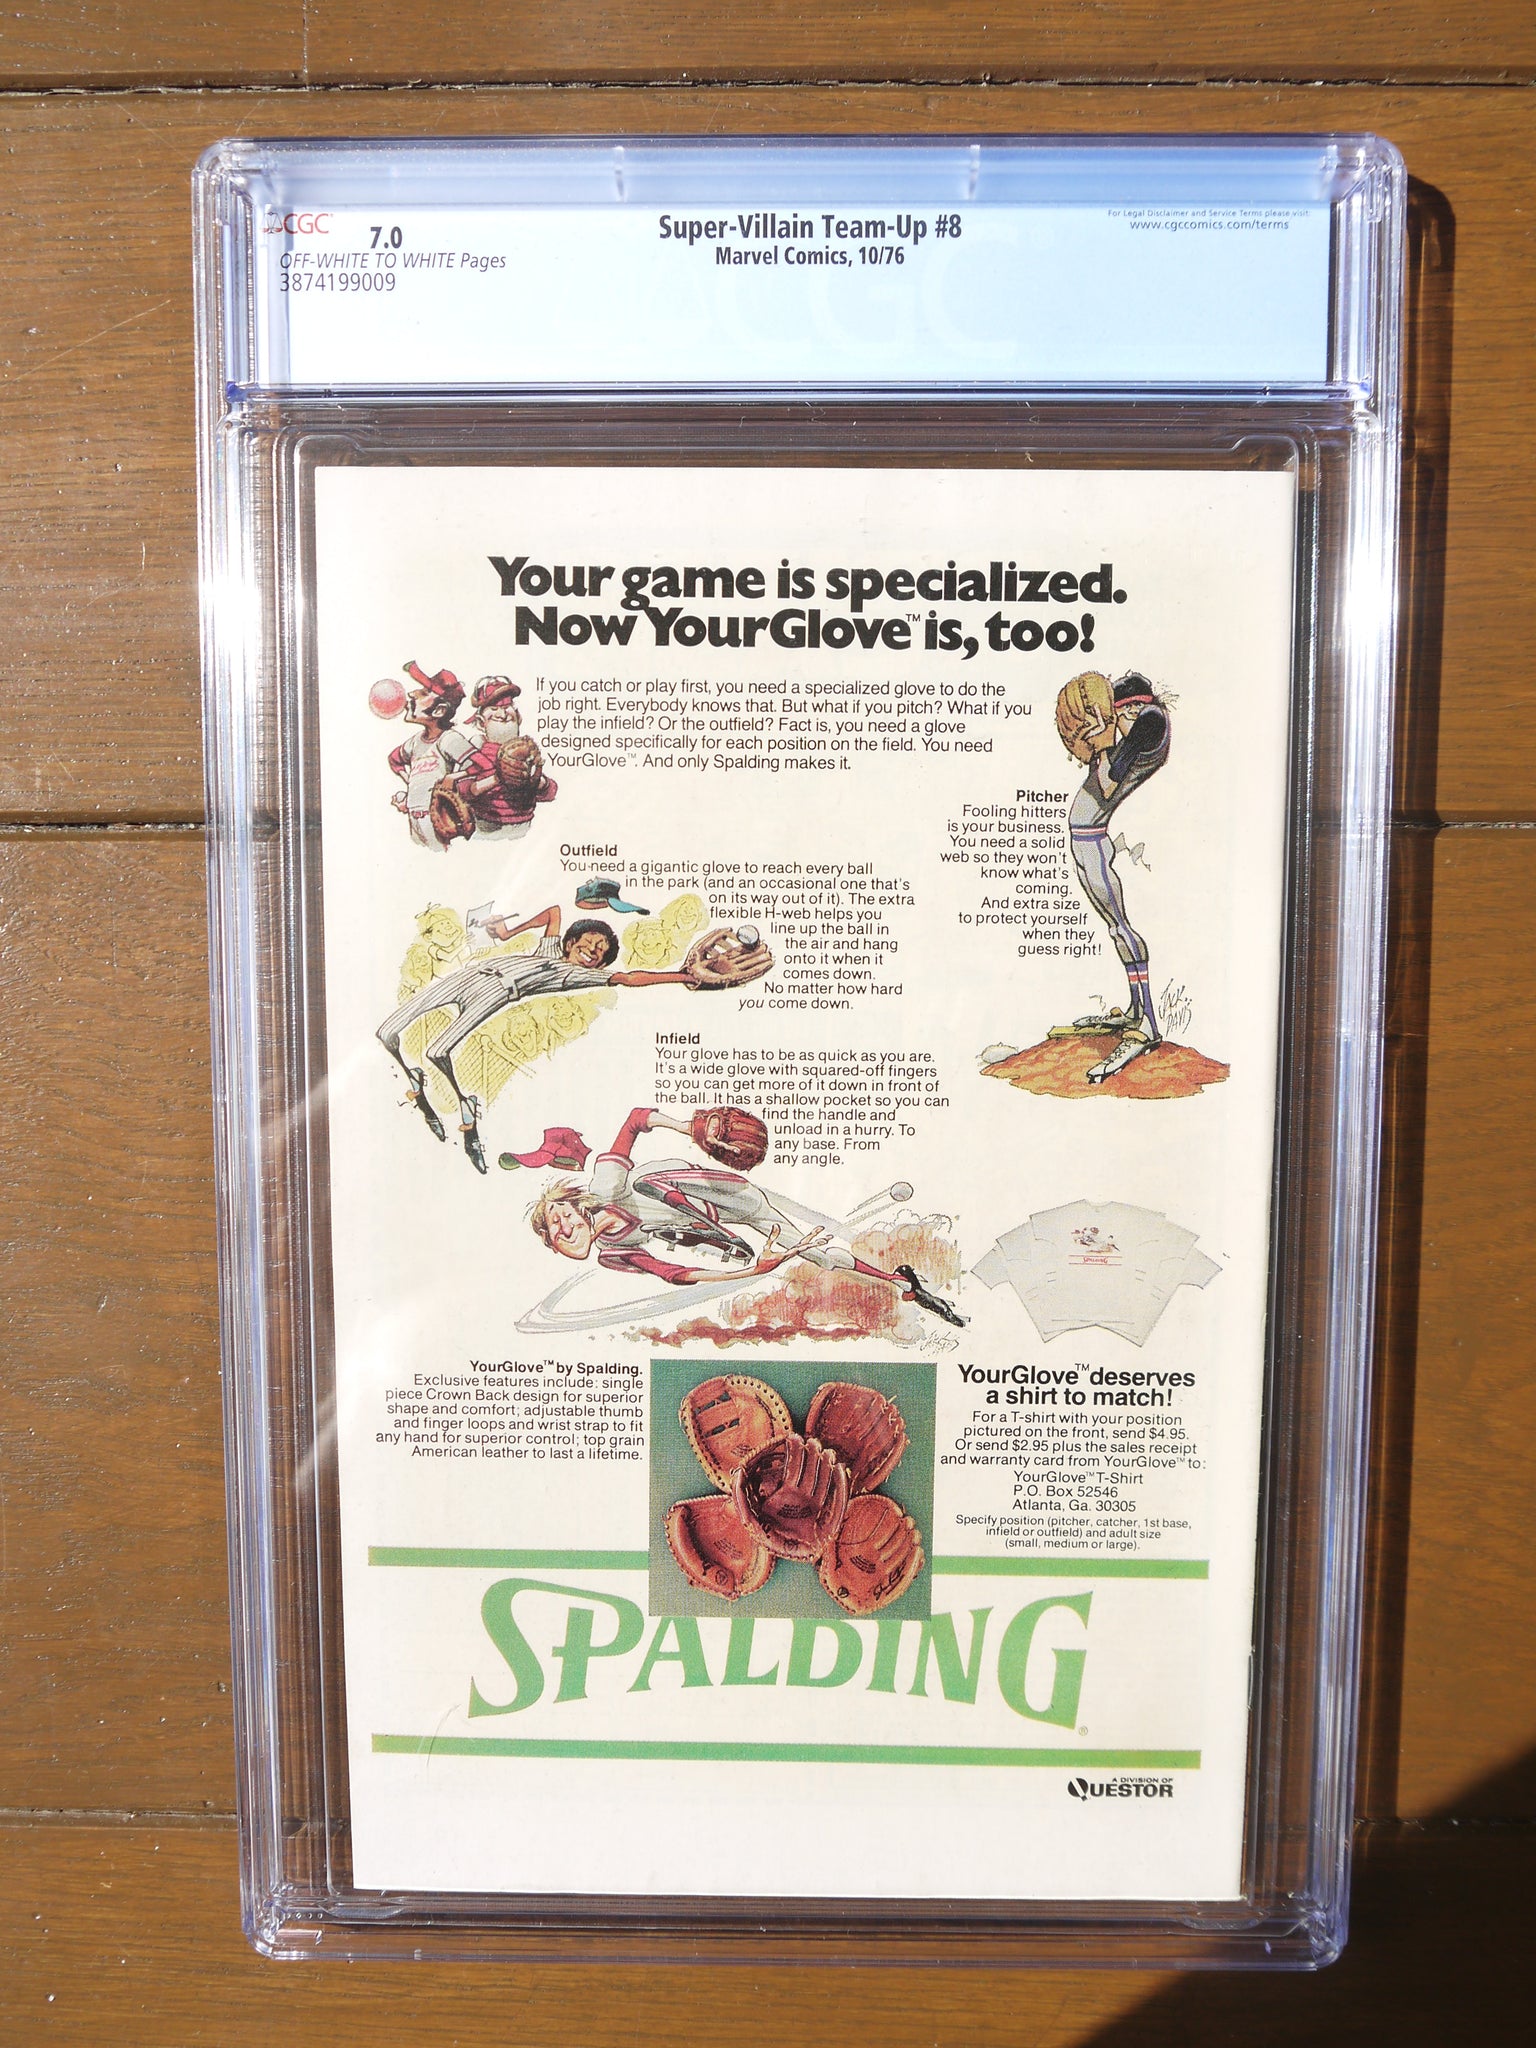 CGC
7.0
OFF-WHITE TO WHITE Pages
3874199009
Super-Villain Team-Up #8
Marvel Comics, 10/76
For Legal Disclaimer and Service Terms please visit:
www.cgccomics.com/terms
CGC
Your game is specialized.
Now YourGlove™ is, too!
If you catch or play first, you need a specialized glove to do the
job right. Everybody knows that. But what if you pitch? What if you
play the infield? Or the outfield? Fact is, you need a glove
designed specifically for each position on the field. You need
YourGlove™. And only Spalding makes it.
Pitcher
Fooling hitters
is your business.
You need a solid
web so they won't
know what's
coming.
And extra size
to protect yourself
when they
guess right!
JACK
DAVIS
Outfield
You need a gigantic glove to reach every ball
in the park (and an occasional one that's
on its way out of it). The extra
flexible H-web helps you
line up the ball in
the air and hang
onto it when it
comes down.
No matter how hard
you come down.
Infield
Your glove has to be as quick as you are.
It's a wide glove with squared-off fingers
so you can get more of it down in front of
the ball. It has a shallow pocket so you can
find the handle and
unload in a hurry. To
any base. From
any angle.
SPALDING
YourGlove™ by Spalding.
Exclusive features include: single
piece Crown Back design for superior
shape and comfort; adjustable thumb
and finger loops and wrist strap to fit
any hand for superior control; top grain
American leather to last a lifetime.
YourGlove™ deserves
a shirt to match!
For a T-shirt with your position
pictured on the front, send $4.95.
Or send $2.95 plus the sales receipt
and warranty card from YourGlove™ to:
YourGlove™ T-Shirt
P.O. Box 52546
Atlanta, Ga. 30305
Specify position (pitcher, catcher, 1st base,
infield or outfield) and adult size
(small, medium or large).
SPALDING®
A DIVISION OF
QUESTOR